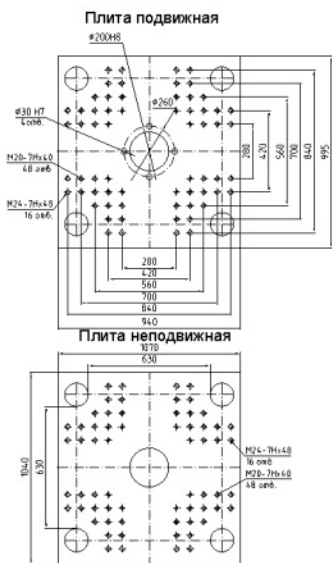 Плита подвижная
ø200H8
ø30 H7
4отв.
ø260
M20-7Hx40
48 отв.
M24-7Hx48
16 отв.
280
420
560
700
840
995
280
420
560
700
840
940
Плита неподвижная
1070
630
1040
630
M24-7Hx48
16 отв
M20-7Hx60
48 отв.